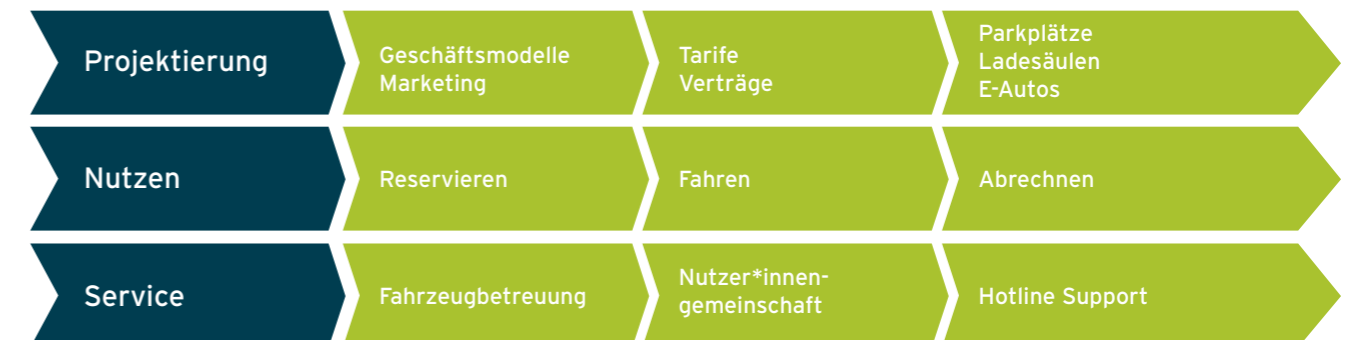 Projektierung
Geschäftsmodelle
Marketing
Tarife
Verträge
Parkplätze
Ladesäulen
E-Autos
Nutzen
Reservieren
Fahren
Abrechnen
Service
Fahrzeugbetreuung
Nutzer*innen-
gemeinschaft
Hotline Support